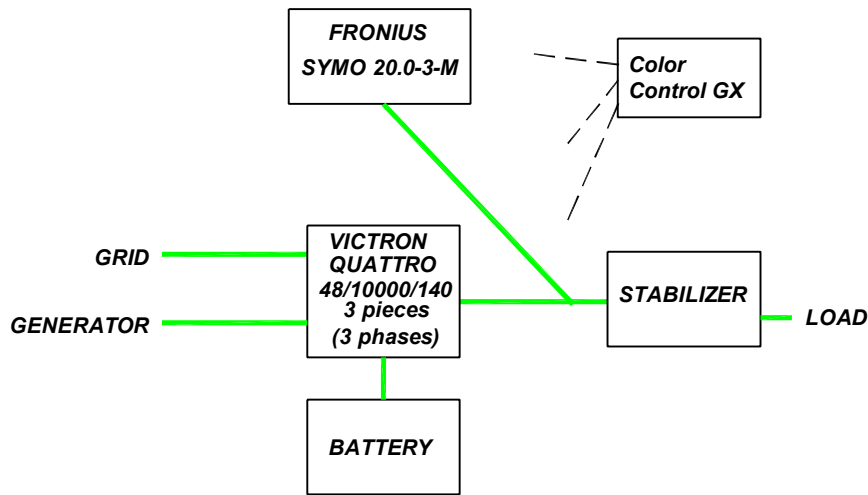 FRONIUS
SYMO 20.0-3-M
Color
Control GX
VICTRON
QUATTRO
48/10000/140
3 pieces
(3 phases)
GRID
GENERATOR
STABILIZER
LOAD
BATTERY